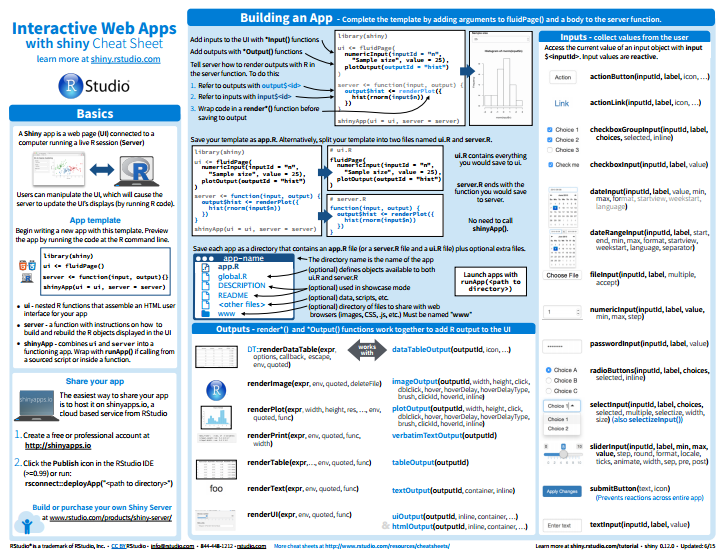 Interactive Web Apps
with shiny Cheat Sheet
learn more at shiny.rstudio.com
R Studio
Basics
A Shiny app is a web page (UI) connected to a
computer running a live R session (Server)
Users can manipulate the UI, which will cause the
server to update the UI's displays (by running R code).
App template
Begin writing a new app with this template. Preview
the app by running the code at the R command line.
library(shiny)
ui <- fluidPage()
server <- function(input, output){}
shinyApp(ui = ui, server = server)
• ui - nested R functions that assemble an HTML user
interface for your app
• server - a function with instructions on how to
build and rebuild the R objects displayed in the UI
• shinyApp - combines ui and server into a
functioning app. Wrap with runApp() if calling from
a sourced script or inside a function.
Share your app
The easiest way to share your app
is to host it on shinyapps.io, a
cloud based service from RStudio
shinyapps.io
1. Create a free or professional account at
http://shinyapps.io
2. Click the Publish icon in the RStudio IDE
(>=0.99) or run:
rsconnect::deployApp("<path to directory>")
Build or purchase your own Shiny Server
at www.rstudio.com/products/shiny-server/
Building an App - Complete the template by adding arguments to fluidPage() and a body to the server function.
Add inputs to the UI with *Input() functions
Add outputs with *Output() functions
Tell server how to render outputs with R in
the server function. To do this:
1. Refer to outputs with output$<id>
2. Refer to inputs with input$<id>
3. Wrap code in a render*() function before
saving to output
library(shiny)
ui <- fluidPage(
numericInput(inputId = "n",
"Sample size", value = 25),
plotOutput(outputId = "hist")
)
server <- function(input, output) {
output$hist <- renderPlot({
hist(rnorm(input$n))
})
}
shinyApp(ui = ui, server = server)
Save your template as app.R. Alternatively, split your template into two files named ui.R and server.R.
library(shiny)
ui <- fluidPage(
numericInput(inputId = "n",
"Sample size", value = 25),
plotOutput(outputId = "hist")
)
server <- function(input, output) {
output$hist <- renderPlot({
hist(rnorm(input$n))
})
}
shinyApp(ui = ui, server = server)
# ui.R
fluidPage(
numericInput(inputId = "n",
"Sample size", value = 25),
plotOutput(outputId = "hist")
)
# server.R
function(input, output) {
output$hist <- renderPlot({
hist(rnorm(input$n))
})
}
ui.R contains everything
you would save to ui.
server.R ends with the
function you would save
to server.
No need to call
shinyApp().
Save each app as a directory that contains an app.R file (or a server.R file and a ui.R file) plus optional extra files.
app-name
app.R
global.R
DESCRIPTION
README
<other files>
www
The directory name is the name of the app
(optional) defines objects available to both
ui.R and server.R
(optional) used in showcase mode
(optional) data, scripts, etc.
(optional) directory of files to share with web
browsers (images, CSS, .js, etc.) Must be named "www"
Launch apps with
runApp(<path to
directory>)
Outputs - render*() and *Output() functions work together to add R output to the UI
DT::renderDataTable(expr,
options, callback, escape,
env, quoted)
works
with
dataTableOutput(outputId, icon, …)
renderImage(expr, env, quoted, deleteFile)
imageOutput(outputId, width, height, click,
dblclick, hover, hoverDelay, hoverDelayType,
brush, clickId, hoverId, inline)
renderPlot(expr, width, height, res, …, env,
quoted, func)
plotOutput(outputId, width, height, click,
dblclick, hover, hoverDelay, hoverDelayType,
brush, clickId, hoverId, inline)
renderPrint(expr, env, quoted, func,
width)
verbatimTextOutput(outputId)
renderTable(expr,…, env, quoted, func)
tableOutput(outputId)
foo
renderText(expr, env, quoted, func)
textOutput(outputId, container, inline)
renderUI(expr, env, quoted, func)
uiOutput(outputId, inline, container, …)
& htmlOutput(outputId, inline, container, …)
Inputs - collect values from the user
Access the current value of an input object with input
$<inputId>. Input values are reactive.
Action
actionButton(inputId, label, icon, …)
Link
actionLink(inputId, label, icon, …)
Choice 1
Choice 2
Choice 3
checkboxGroupInput(inputId, label,
choices, selected, inline)
Check me
checkboxInput(inputId, label, value)
dateInput(inputId, label, value, min,
max, format, startview, weekstart,
language)
dateRangeInput(inputId, label, start,
end, min, max, format, startview,
weekstart, language, separator)
Choose File
fileInput(inputId, label, multiple,
accept)
1
numericInput(inputId, label, value,
min, max, step)
passwordInput(inputId, label, value)
Choice A
Choice B
Choice C
radioButtons(inputId, label, choices,
selected, inline)
Choice 1
Choice 1
Choice 2
selectInput(inputId, label, choices,
selected, multiple, selectize, width,
size) (also selectizeInput())
sliderInput(inputId, label, min, max,
value, step, round, format, locale,
ticks, animate, width, sep, pre, post)
Apply Changes
submitButton(text, icon)
(Prevents reactions across entire app)
Enter text
textInput(inputId, label, value)
RStudio® is a trademark of RStudio, Inc. • CC BY RStudio • info@rstudio.com • 844-448-1212 • rstudio.com
More cheat sheets at http://www.rstudio.com/resources/cheatsheets/
Learn more at shiny.rstudio.com/tutorial • shiny 0.12.0 • Updated: 6/15